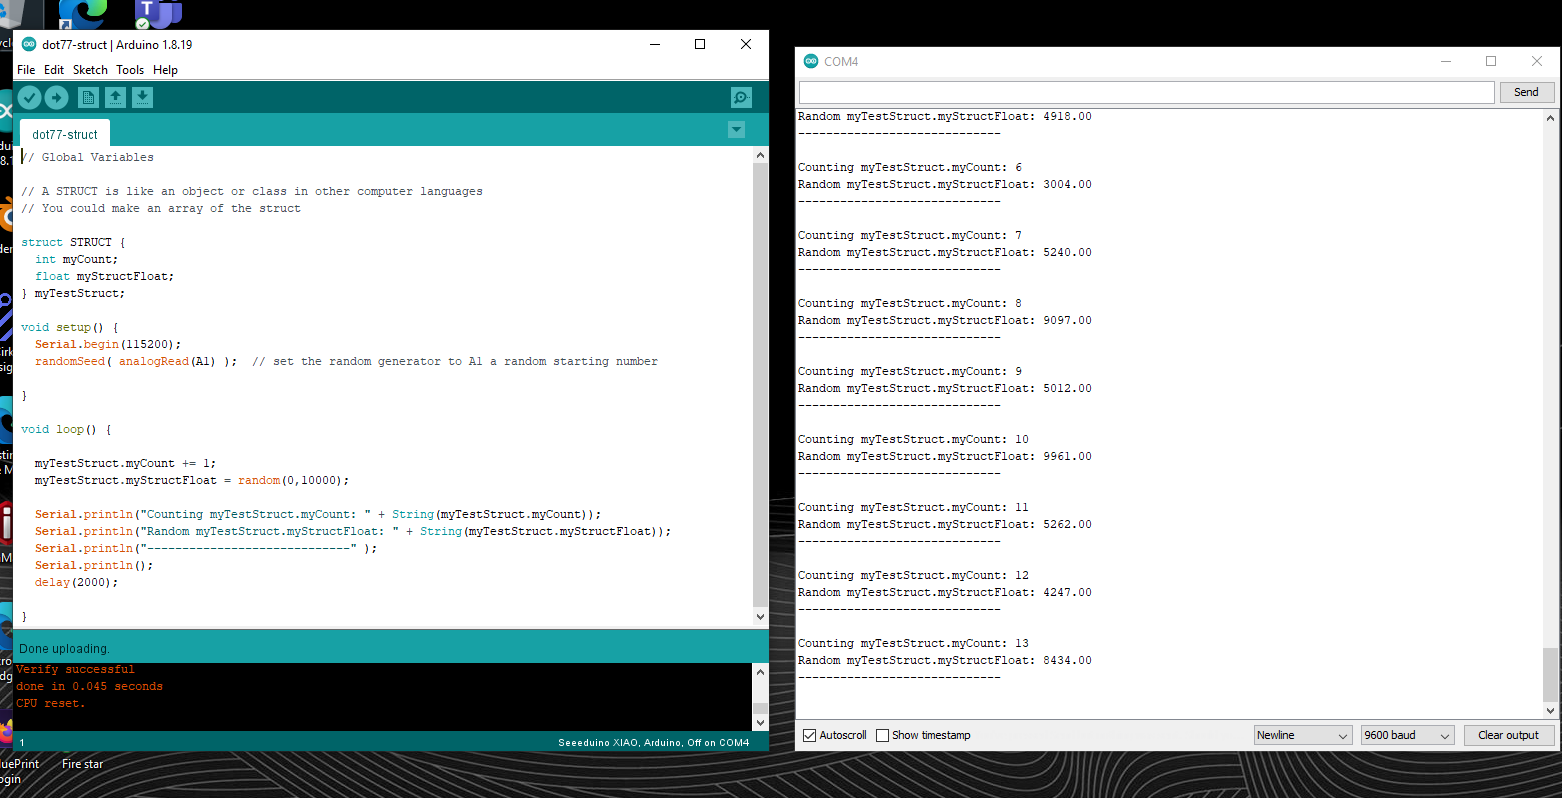 dot77-struct | Arduino 1.8.19
File Edit Sketch Tools Help
dot77-struct
// Global Variables
// A STRUCT is like an object or class in other computer languages
// You could make an array of the struct
struct STRUCT {
int myCount;
float myStructFloat;
} myTestStruct;
void setup() {
Serial.begin(115200);
randomSeed( analogRead(A1) );  // set the random generator to A1 a random starting number
}
void loop() {
myTestStruct.myCount += 1;
myTestStruct.myStructFloat = random(0,10000);
Serial.println("Counting myTestStruct.myCount: " + String(myTestStruct.myCount));
Serial.println("Random myTestStruct.myStructFloat: " + String(myTestStruct.myStructFloat));
Serial.println("-----------------------------" );
Serial.println();
delay(2000);
}
Done uploading.
Verify successful
done in 0.045 seconds
CPU reset.
1
Seeeduino XIAO, Arduino, Off on COM4
Fire star
COM4
Send
Random myTestStruct.myStructFloat: 4918.00
-----------------------------
Counting myTestStruct.myCount: 6
Random myTestStruct.myStructFloat: 3004.00
-----------------------------
Counting myTestStruct.myCount: 7
Random myTestStruct.myStructFloat: 5240.00
-----------------------------
Counting myTestStruct.myCount: 8
Random myTestStruct.myStructFloat: 9097.00
-----------------------------
Counting myTestStruct.myCount: 9
Random myTestStruct.myStructFloat: 5012.00
-----------------------------
Counting myTestStruct.myCount: 10
Random myTestStruct.myStructFloat: 9961.00
-----------------------------
Counting myTestStruct.myCount: 11
Random myTestStruct.myStructFloat: 5262.00
-----------------------------
Counting myTestStruct.myCount: 12
Random myTestStruct.myStructFloat: 4247.00
-----------------------------
Counting myTestStruct.myCount: 13
Random myTestStruct.myStructFloat: 8434.00
-----------------------------
Autoscroll Show timestamp Newline 9600 baud Clear output